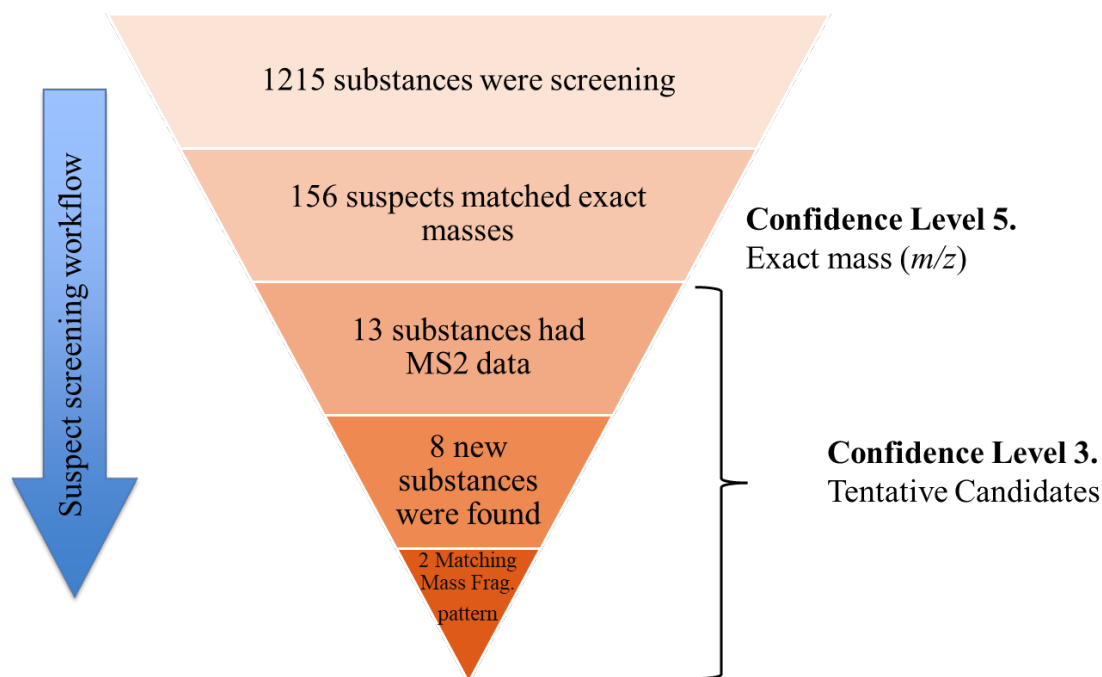 Suspect screening workflow
1215 substances were screening
156 suspects matched exact
masses
Confidence Level 5.
Exact mass (m/z)
13 substances had
MS2 data
8 new
substances
were found
Confidence Level 3.
Tentative Candidates
2 Matching
Mass Frag.
pattern